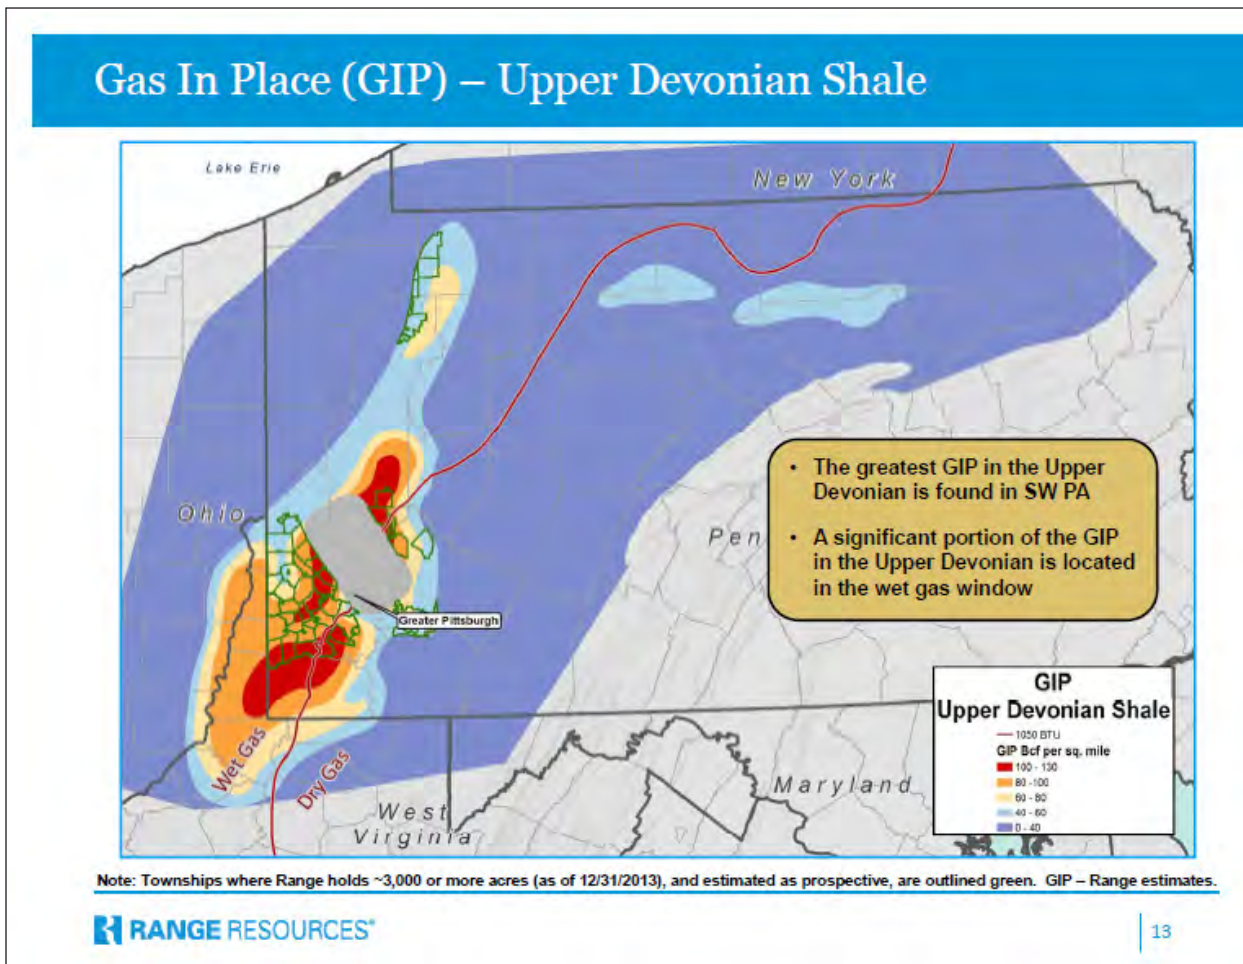 Gas In Place (GIP) – Upper Devonian Shale
Lake Erie
New York
Ohio
Pen
• The greatest GIP in the Upper
Devonian is found in SW PA
• A significant portion of the GIP
in the Upper Devonian is located
in the wet gas window
Greater Pittsburgh
Wet Gas
Dry Gas
West
Virginia
Maryland
GIP
Upper Devonian Shale
1050 BTU
GIP Bcf per sq. mile
100 - 130
80 -100
60 - 80
40 - 60
0 - 40
Note: Townships where Range holds ~3,000 or more acres (as of 12/31/2013), and estimated as prospective, are outlined green. GIP – Range estimates.
RANGE RESOURCES®
13